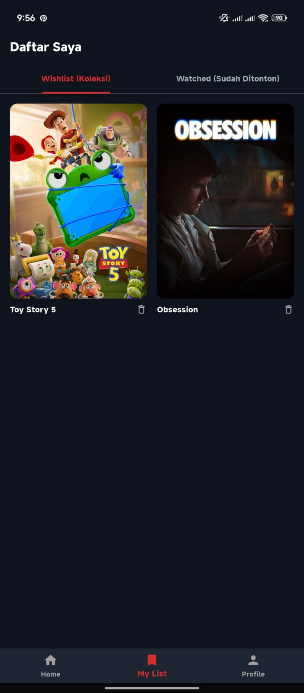 9:56
Daftar Saya
Wishlist (Koleksi)
Watched (Sudah Ditonton)
TOY
STORY
5
OBSESSION
Toy Story 5
Obsession
Home
My List
Profile